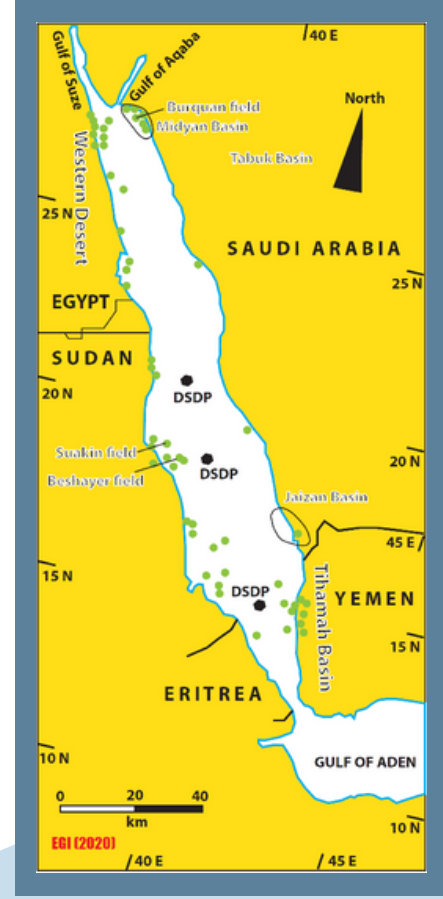 40 E
Gulf of Suze
Gulf of Aqaba
Burquan field
Midyan Basin
North
Tabuk Basin
Western Desert
25 N
SAUDI ARABIA
25 N
EGYPT
SUDAN
20 N
DSDP
Suakin field
DSDP
20 N
Beshayer field
Jaizan Basin
45 E
15 N
DSDP
Tihamah Basin
YEMEN
15 N
ERITREA
10 N
GULF OF ADEN
0 20 40
km
10 N
EGI (2020)
40 E
45 E